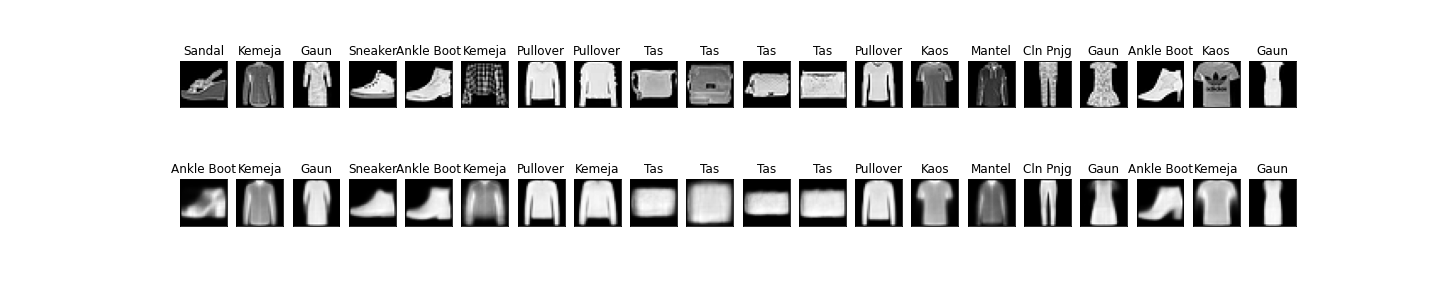 Sandal Kemeja Gaun Sneaker Ankle Boot Kemeja Pullover Pullover Tas Tas Tas Tas Pullover Kaos Mantel Cln Pnjg Gaun Ankle Boot Kaos Gaun
adidas
Ankle Boot Kemeja Gaun Sneaker Ankle Boot Kemeja Pullover Kemeja Tas Tas Tas Tas Pullover Kaos Mantel Cln Pnjg Gaun Ankle Boot Kemeja Gaun